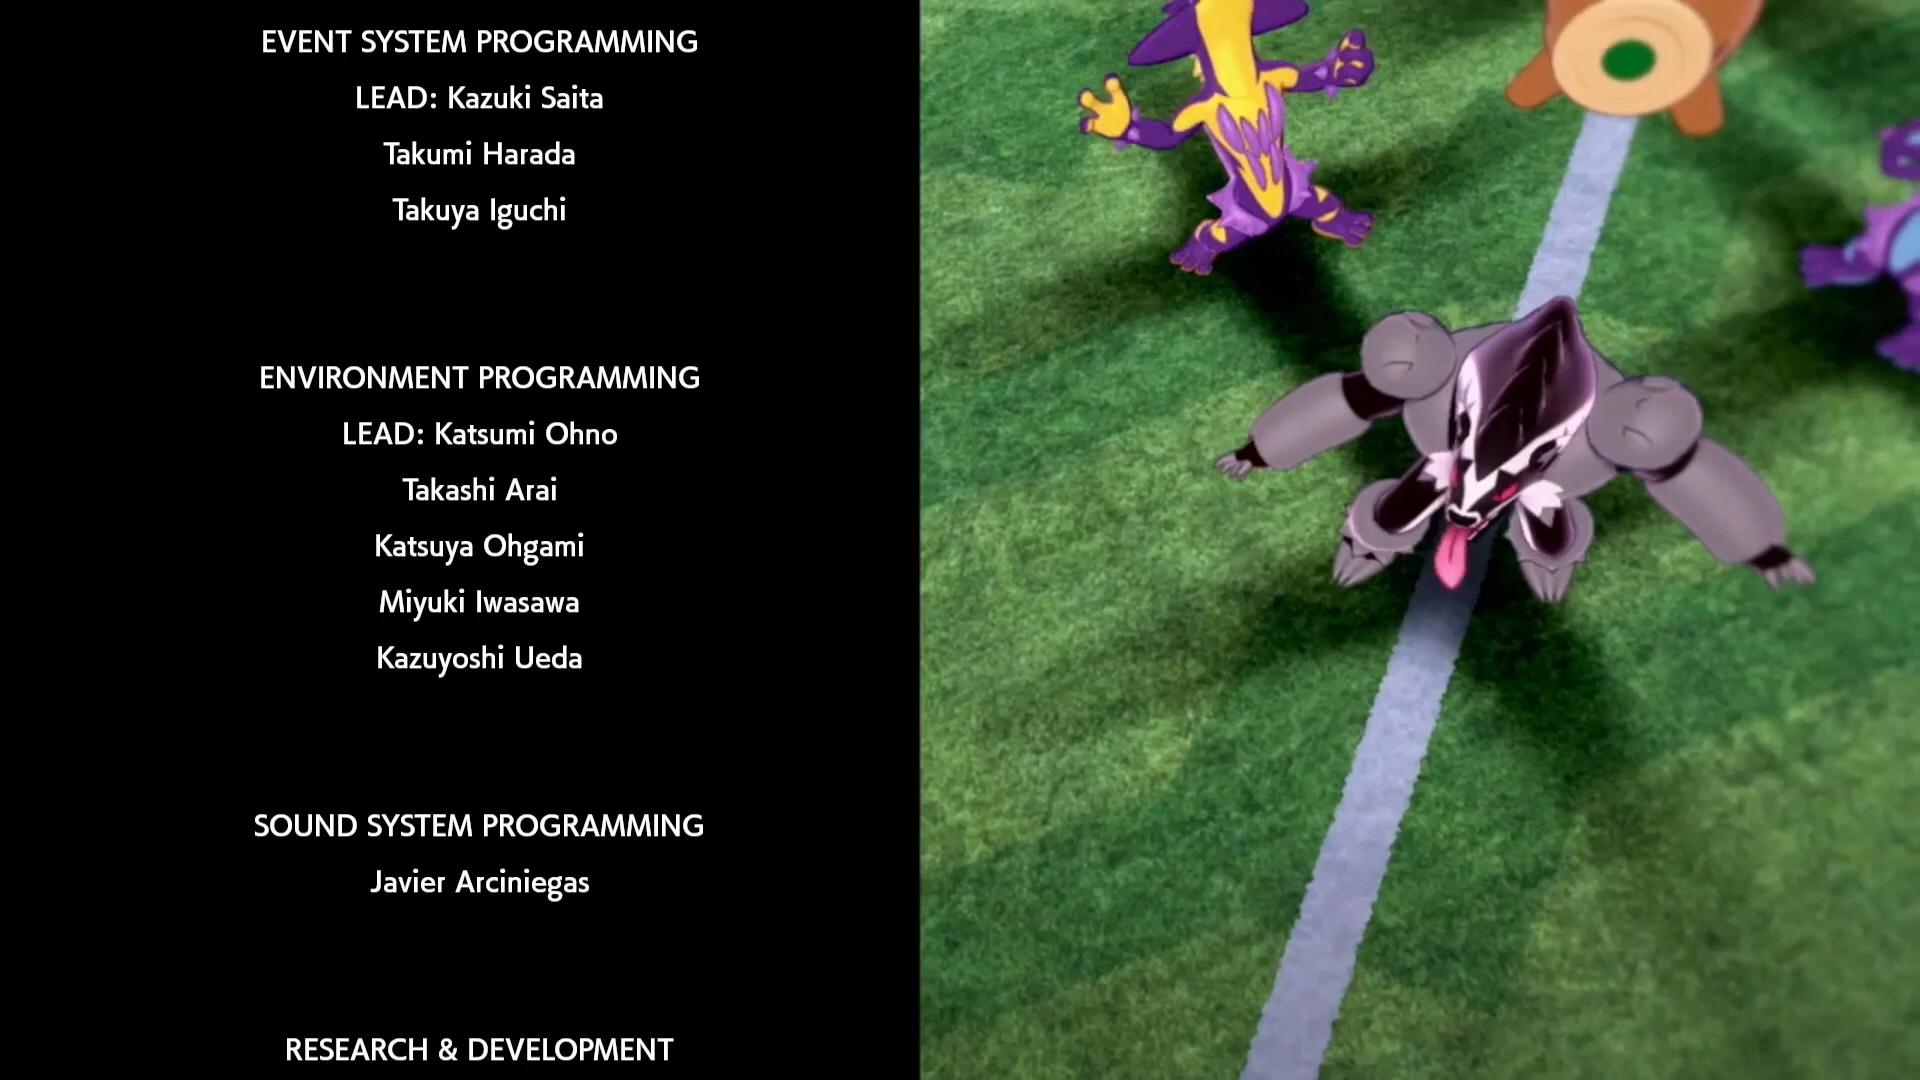 EVENT SYSTEM PROGRAMMING
LEAD: Kazuki Saita
Takumi Harada
Takuya Iguchi
ENVIRONMENT PROGRAMMING
LEAD: Katsumi Ohno
Takashi Arai
Katsuya Ohgami
Miyuki Iwasawa
Kazuyoshi Ueda
SOUND SYSTEM PROGRAMMING
Javier Arciniegas
RESEARCH & DEVELOPMENT